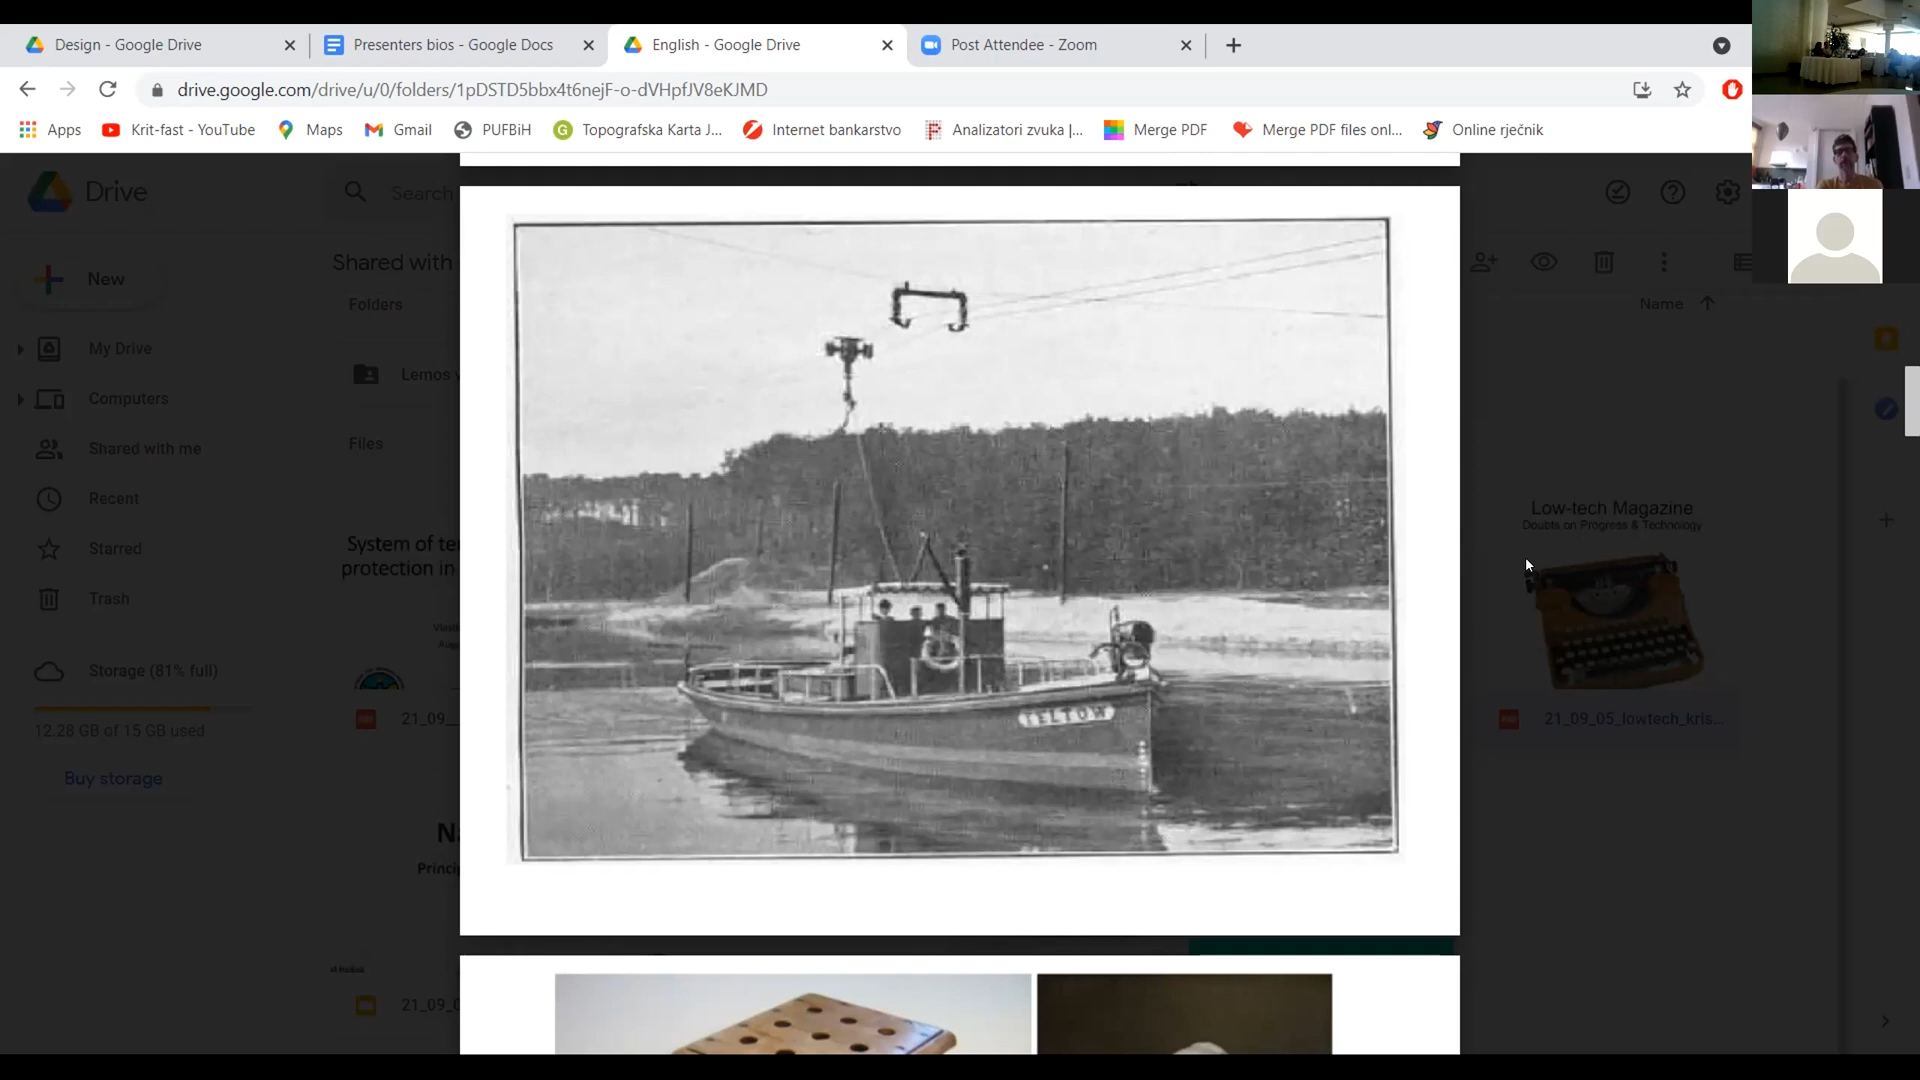 Design - Google Drive
Presenters bios - Google Docs
English - Google Drive
Post Attendee - Zoom
drive.google.com/drive/u/0/folders/1pDSTD5bbx4t6nejF-o-dVHpfJV8eKJMD
Apps
Krit-fast - YouTube
Maps
Gmail
PUFBiH
Topografska Karta J...
Internet bankarstvo
Analizatori zvuka |...
Merge PDF
Merge PDF files onl...
Online rječnik
Drive
Search
New
Shared with
Folders
Name
My Drive
Lemos
Computers
Shared with me
Files
Recent
Starred
Trash
Storage (81% full)
12.28 GB of 15 GB used
Buy storage
System of
protection in
21_09_
Low-tech Magazine
Doubts on Progress & Technology
21_09_05_lowtech_kris...
TELTOW